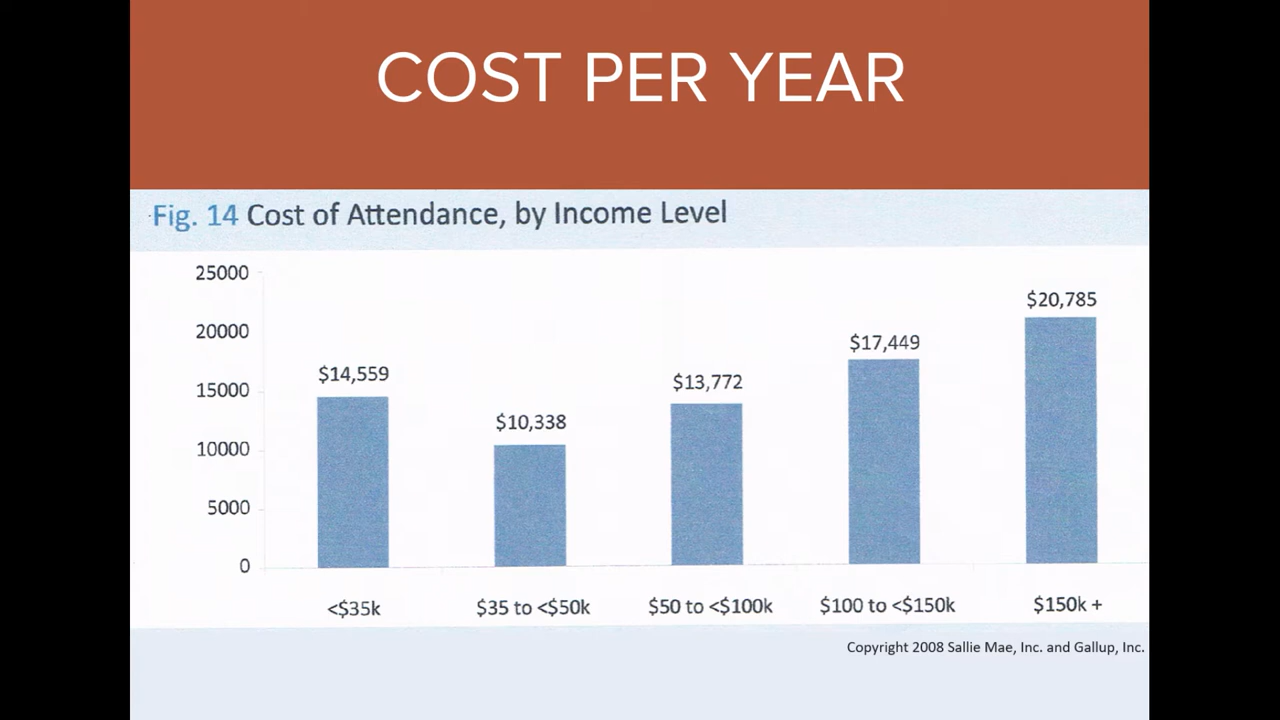 COST PER YEAR
Fig. 14 Cost of Attendance, by Income Level
25000
20000
15000
10000
5000
0
$14,559
$10,338
$13,772
$17,449
$20,785
<$35k
$35 to <$50k
$50 to <$100k
$100 to <$150k
$150k +
Copyright 2008 Sallie Mae, Inc. and Gallup, Inc.